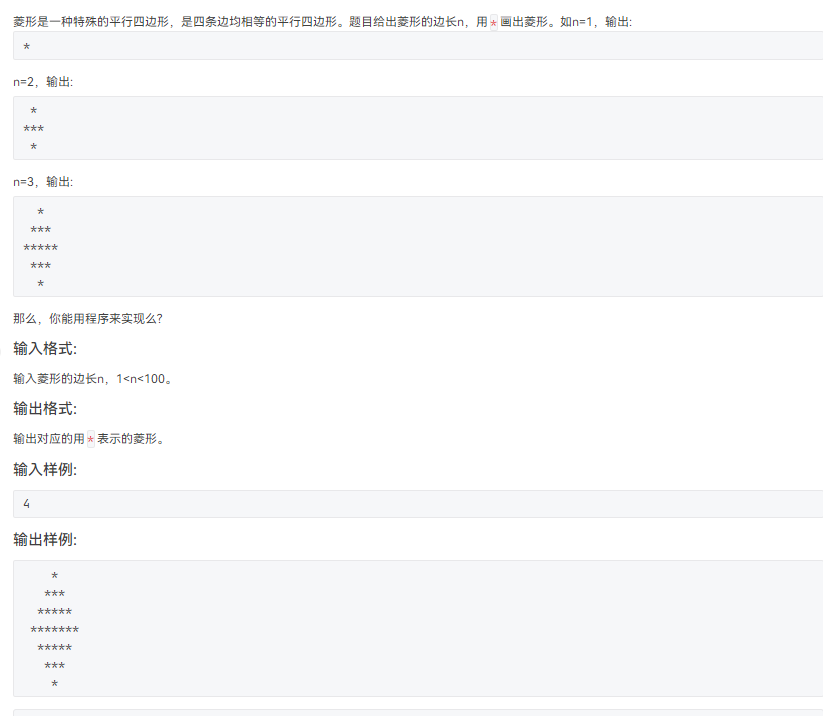 菱形是一种特殊的平行四边形，是四条边均相等的平行四边形。题目给出菱形的边长n，用*画出菱形。如n=1，输出:
*
n=2，输出:
 *
***
 *
n=3，输出:
  *
 ***
*****
 ***
  *
那么，你能用程序来实现么?
输入格式:
输入菱形的边长n，1<n<100。
输出格式:
输出对应的用*表示的菱形。
输入样例:
4
输出样例:
    *
   ***
  *****
 *******
  *****
   ***
    *